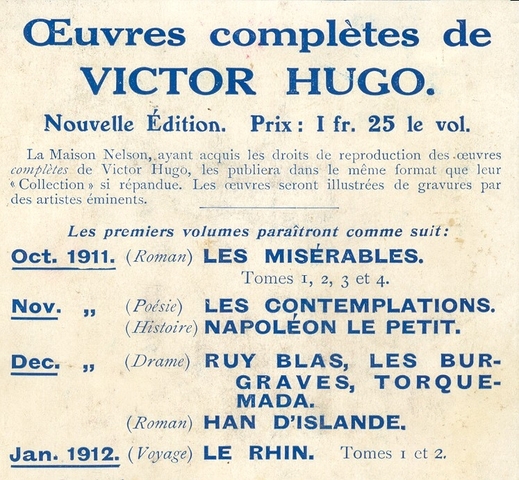 Œuvres complètes de
VICTOR HUGO.
Nouvelle Édition. Prix: 1 fr. 25 le vol.
La Maison Nelson, ayant acquis les droits de reproduction des œuvres
complètes de Victor Hugo, les publiera dans le même format que leur
« Collection » si répandue. Les œuvres seront illustrées de gravures par
des artistes éminents.
Les premiers volumes paraîtront comme suit:
Oct. 1911. (Roman) LES MISÉRABLES.
Tomes 1, 2, 3 et 4.
Nov. „ (Poésie) LES CONTEMPLATIONS.
(Histoire) NAPOLÉON LE PETIT.
Dec. „ (Drame) RUY BLAS, LES BUR-
GRAVES, TORQUE-
MADA.
(Roman) HAN D'ISLANDE.
Jan. 1912. (Voyage) LE RHIN. Tomes 1 et 2.